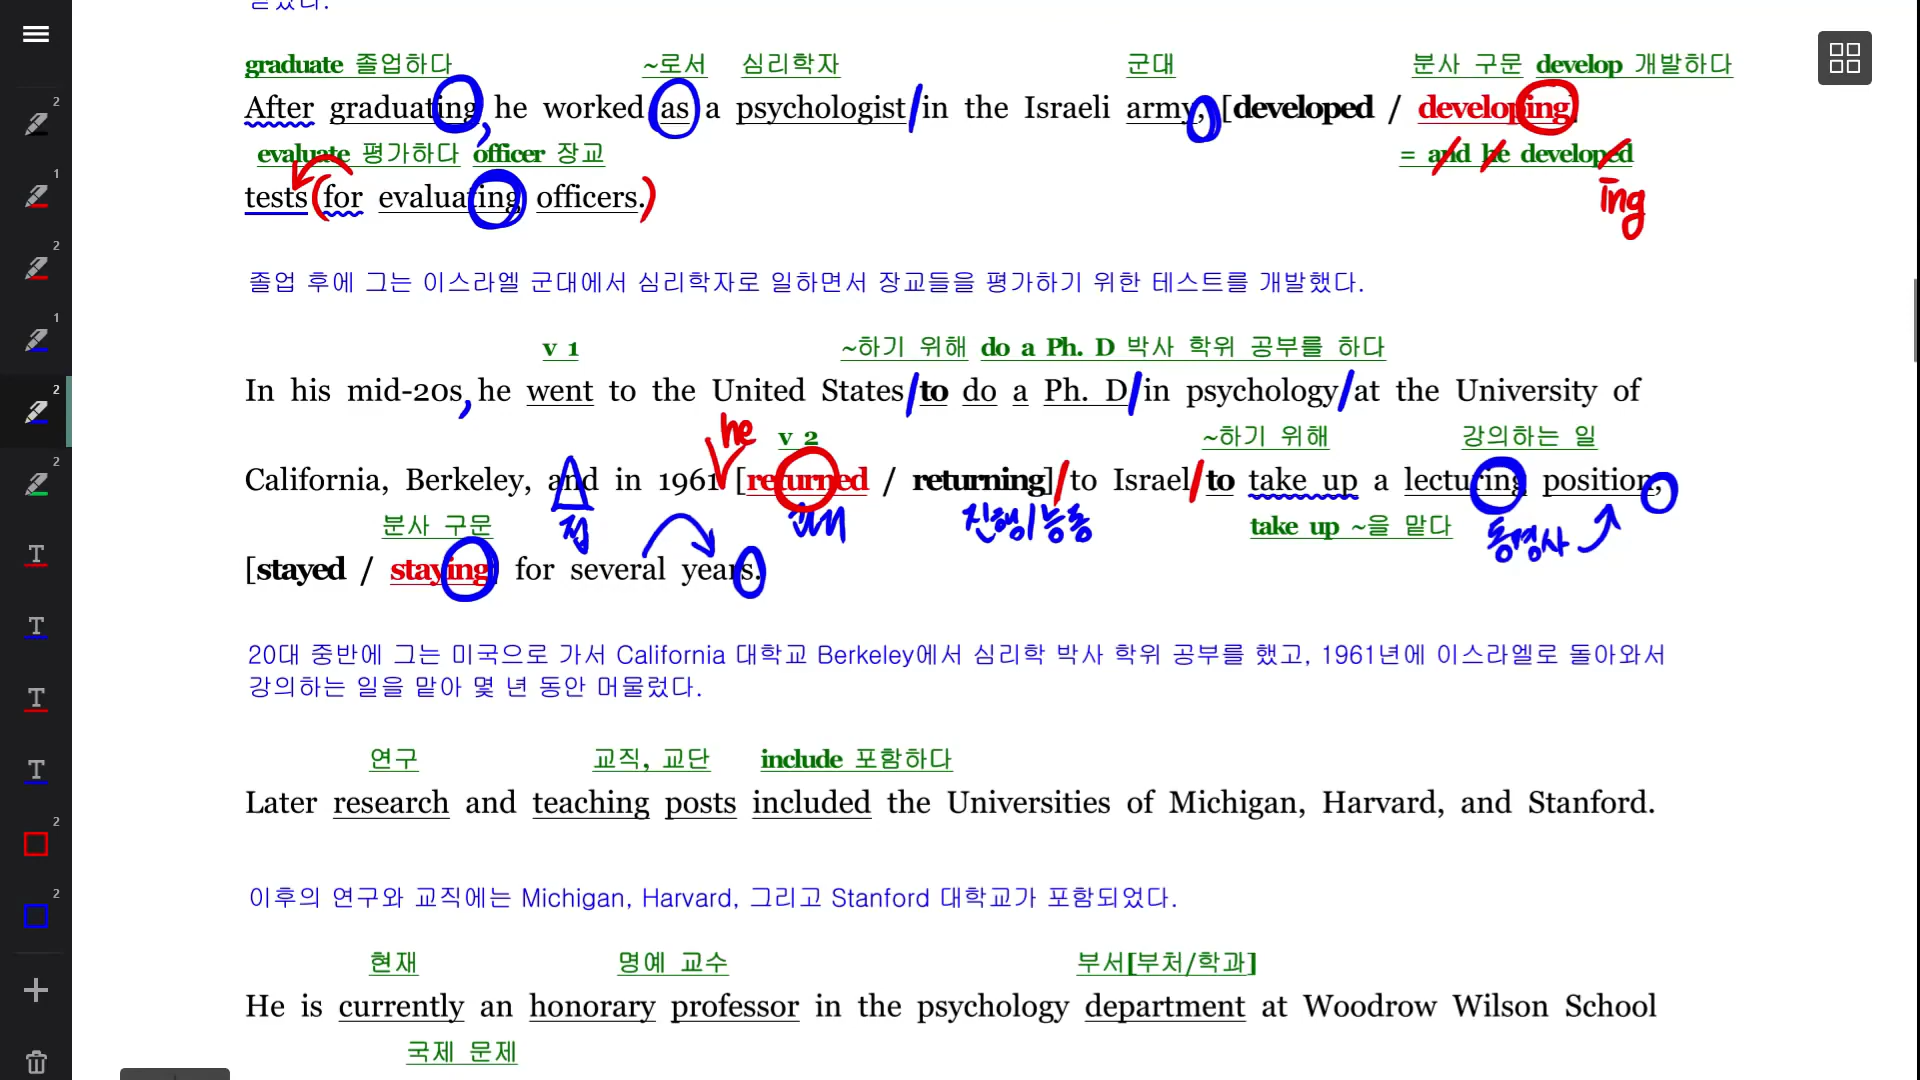 graduate 졸업하다 ~로서 심리학자 군대 분사 구문 develop 개발하다
After graduating, he worked as a psychologist in the Israeli army, [developed / developing]
evaluate 평가하다 officer 장교 = and he developed
tests (for evaluating officers.)
ing
졸업 후에 그는 이스라엘 군대에서 심리학자로 일하면서 장교들을 평가하기 위한 테스트를 개발했다.
v 1 ~하기 위해 do a Ph. D 박사 학위 공부를 하다
In his mid-20s, he went to the United States/to do a Ph. D/in psychology/at the University of
he v 2 ~하기 위해 강의하는 일
California, Berkeley, and in 1961 [returned / returning]/to Israel/to take up a lecturing position,
분사 구문 접 과거 진행/능동 take up ~을 맡다 동명사
[stayed / staying] for several years.
20대 중반에 그는 미국으로 가서 California 대학교 Berkeley에서 심리학 박사 학위 공부를 했고, 1961년에 이스라엘로 돌아와서
강의하는 일을 맡아 몇 년 동안 머물렀다.
연구 교직, 교단 include 포함하다
Later research and teaching posts included the Universities of Michigan, Harvard, and Stanford.
이후의 연구와 교직에는 Michigan, Harvard, 그리고 Stanford 대학교가 포함되었다.
현재 명예 교수 부서[부처/학과]
He is currently an honorary professor in the psychology department at Woodrow Wilson School
국제 문제